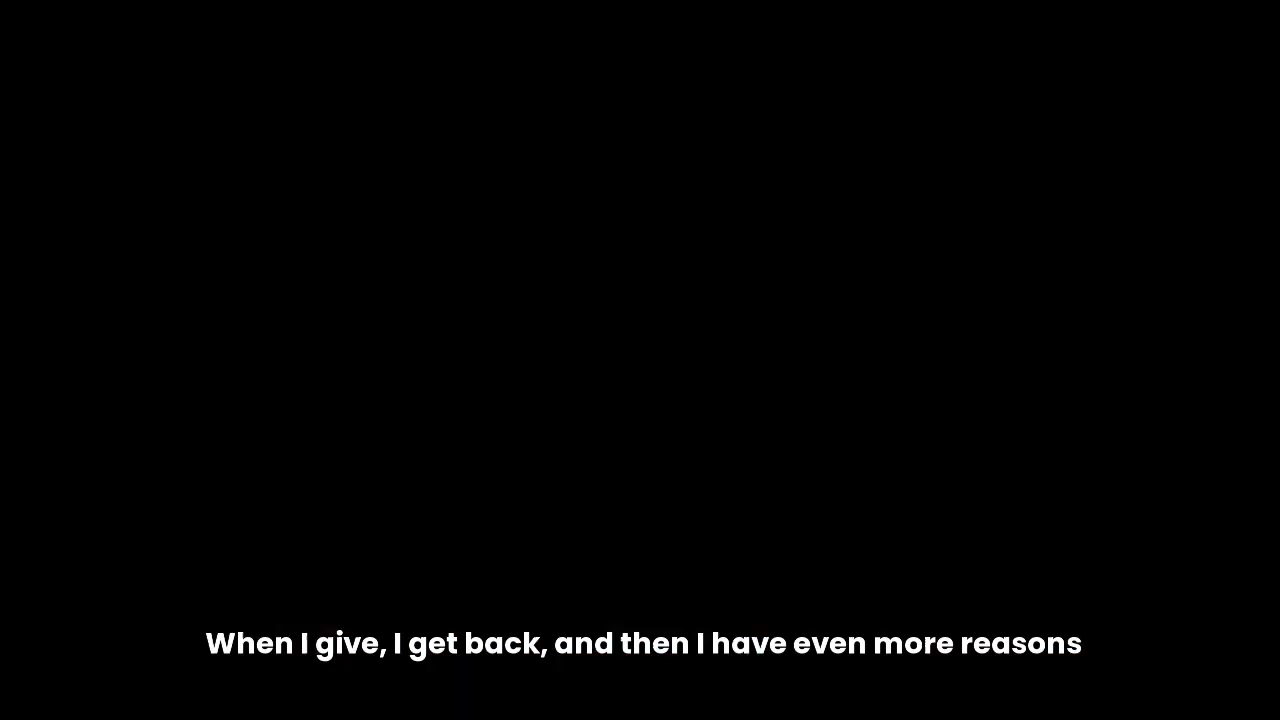 When I give, I get back, and then I have even more reasons